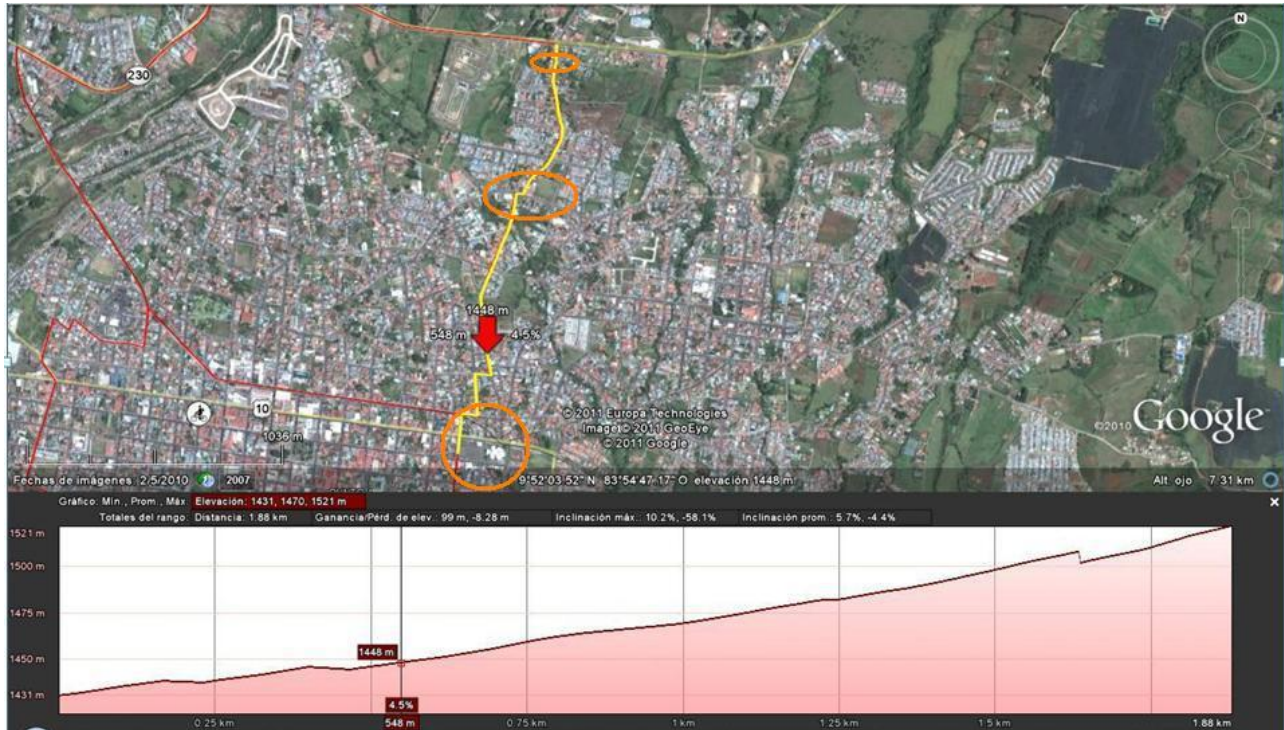 N
230
1448 m
548 m 4.5%
10
© 2011 Europa Technologies
Image © 2011 GeoEye
© 2011 Google
©2010 Google
1036 m
Fechas de imágenes 2/5/2010 2007 9°52'03.52" N 83°54'47.17" O elevación 1448 m Alt. ojo 7.31 km
Gráfico: Mín., Prom., Máx. Elevación: 1431, 1470, 1521 m
Totales del rango: Distancia: 1.88 km Ganancia/Pérd. de elev.: 99 m, -8.28 m Inclinación máx.: 10.2%, -58.1% Inclinación prom.: 5.7%, -4.4%
1521 m
1500 m
1475 m
1450 m
1431 m
1448 m
4.5%
0.25 km 548 m 0.75 km 1 km 1.25 km 1.5 km 1.88 km